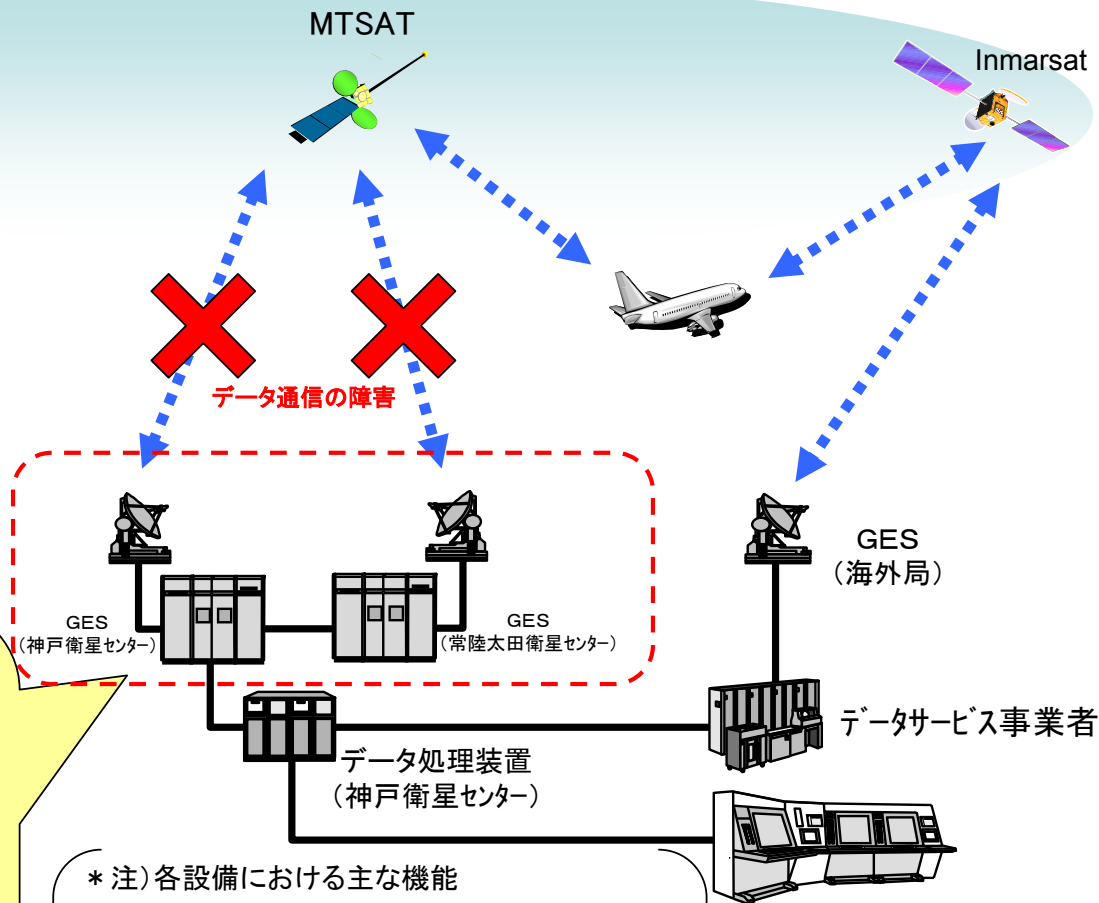 MTSAT
Inmarsat
データ通信の障害
GES
（海外局）
GES
（神戸衛星センター）
GES
（常陸太田衛星センター）
データサービス事業者
データ処理装置
（神戸衛星センター）
＊注）各設備における主な機能